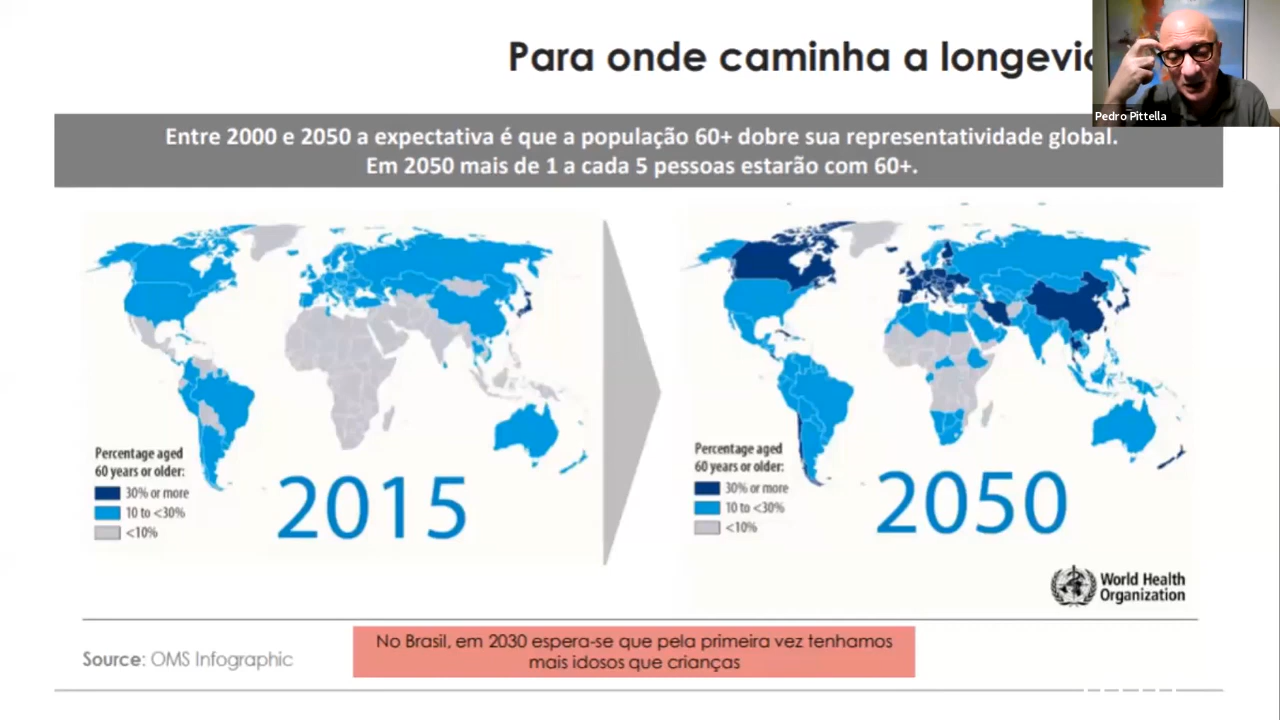 Para onde caminha a
Pedro Pittella
Entre 2000 e 2050 a expectativa é que a população 60+ dobre sua representatividade global.
Em 2050 mais de 1 a cada 5 pessoas estarão com 60+.
Percentage aged
60 years or older:
30% or more
10 to <30%
<10%
2015
Percentage aged
60 years or older:
30% or more
10 to <30%
<10%
2050
World Health
Organization
Source: OMS Infographic
No Brasil, em 2030 espera-se que pela primeira vez tenhamos
mais idosos que crianças